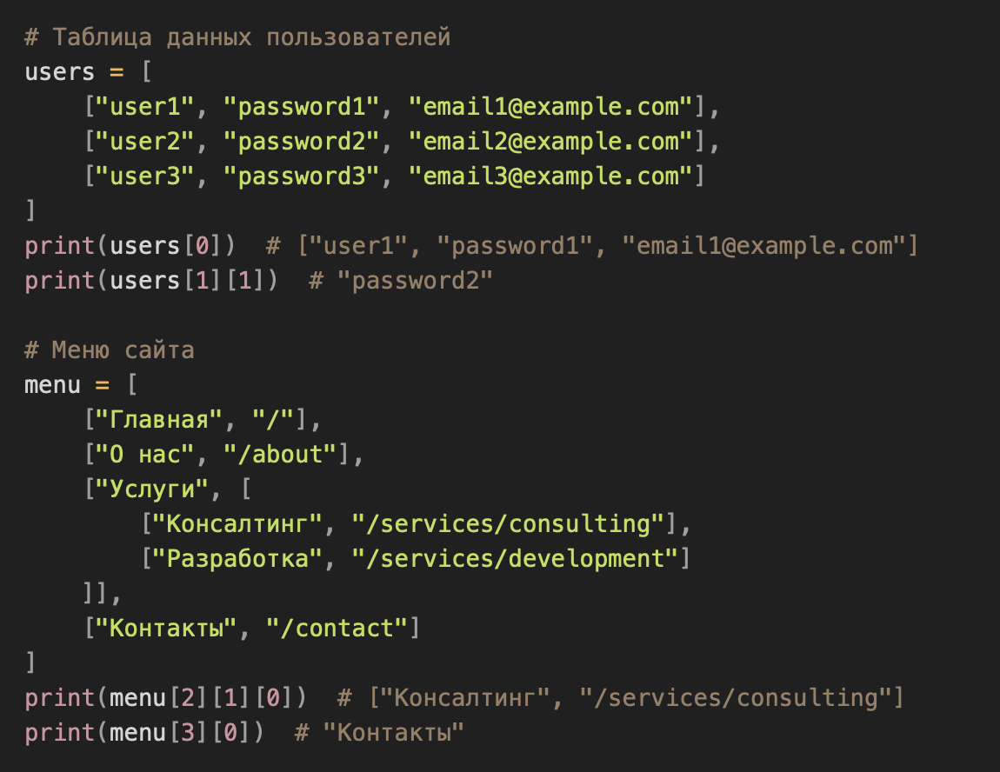 # Таблица данных пользователей
users = [
    ["user1", "password1", "email1@example.com"],
    ["user2", "password2", "email2@example.com"],
    ["user3", "password3", "email3@example.com"]
]
print(users[0])  # ["user1", "password1", "email1@example.com"]
print(users[1][1])  # "password2"

# Меню сайта
menu = [
    ["Главная", "/"],
    ["О нас", "/about"],
    ["Услуги", [
        ["Консалтинг", "/services/consulting"],
        ["Разработка", "/services/development"]
    ]],
    ["Контакты", "/contact"]
]
print(menu[2][1][0])  # ["Консалтинг", "/services/consulting"]
print(menu[3][0])  # "Контакты"